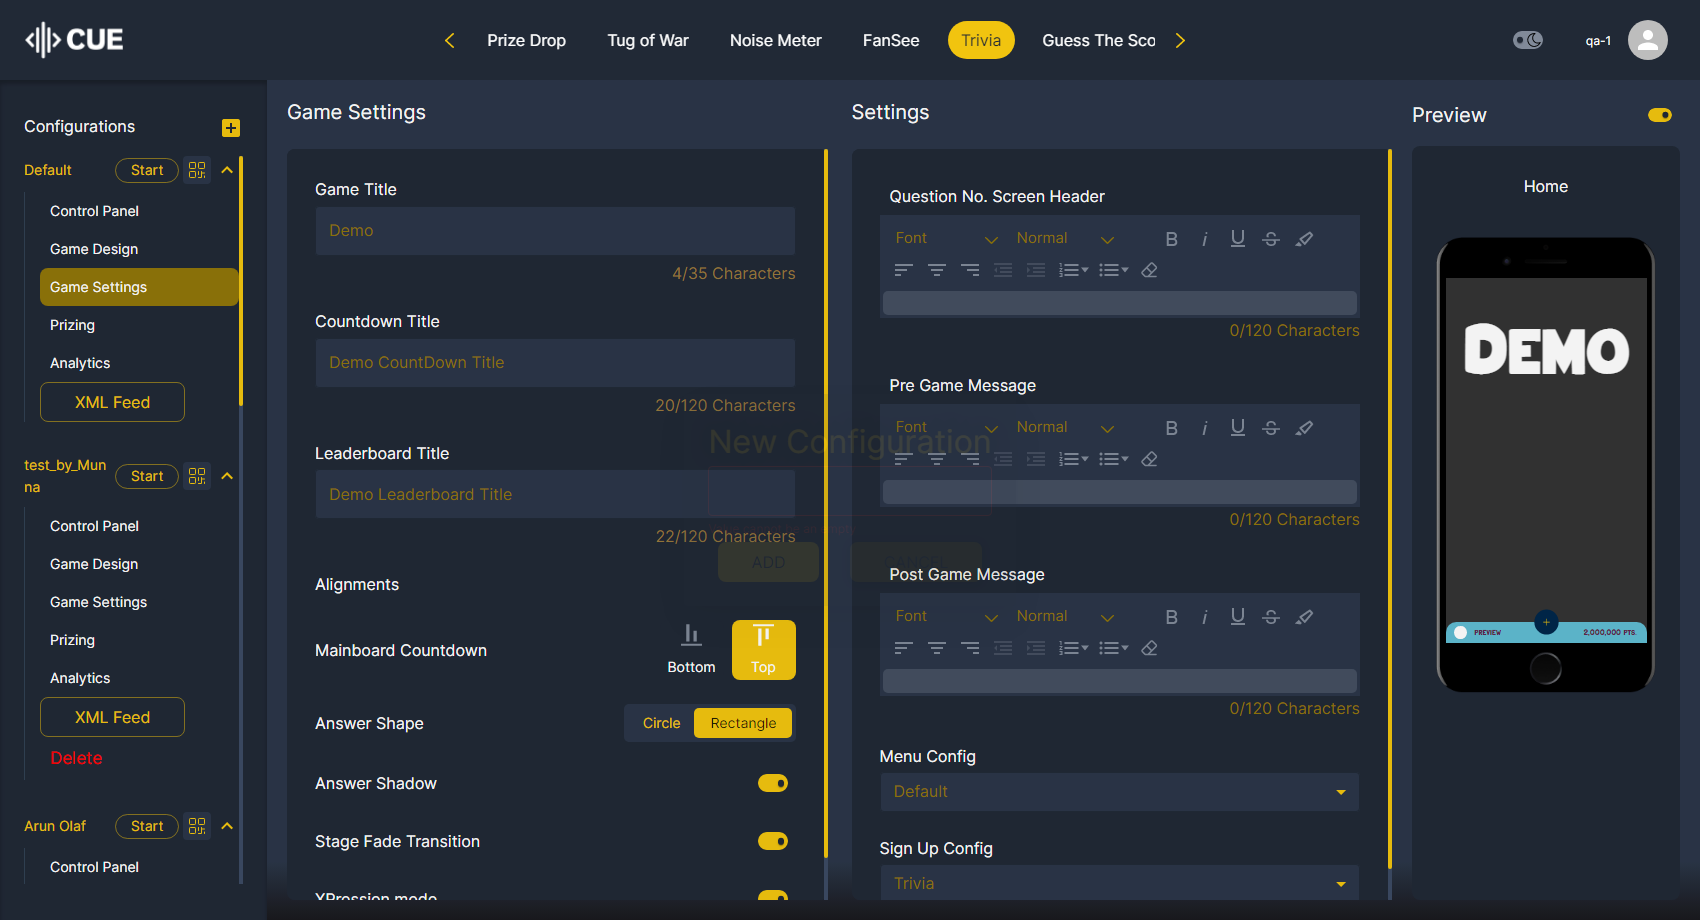 CUE
Prize Drop
Tug of War
Noise Meter
FanSee
Trivia
Guess The Sco
qa-1
Configurations
Default
Start
Control Panel
Game Design
Game Settings
Prizing
Analytics
XML Feed
test_by_Mun
na
Start
Control Panel
Game Design
Game Settings
Prizing
Analytics
XML Feed
Delete
Arun Olaf
Start
Control Panel
Game Settings
Game Title
Demo
4/35 Characters
Countdown Title
Demo CountDown Title
20/120 Characters
Leaderboard Title
Demo Leaderboard Title
22/120 Characters
Alignments
Mainboard Countdown
Bottom
Top
Answer Shape
Circle
Rectangle
Answer Shadow
Stage Fade Transition
XPression mode
New Configuration
ADD
CANCEL
Settings
Question No. Screen Header
Font
Normal
B i U S
0/120 Characters
Pre Game Message
Font
Normal
B i U S
0/120 Characters
Post Game Message
Font
Normal
B i U S
0/120 Characters
Menu Config
Default
Sign Up Config
Trivia
Preview
Home
DEMO
PREVIEW
2,000,000 PTS.